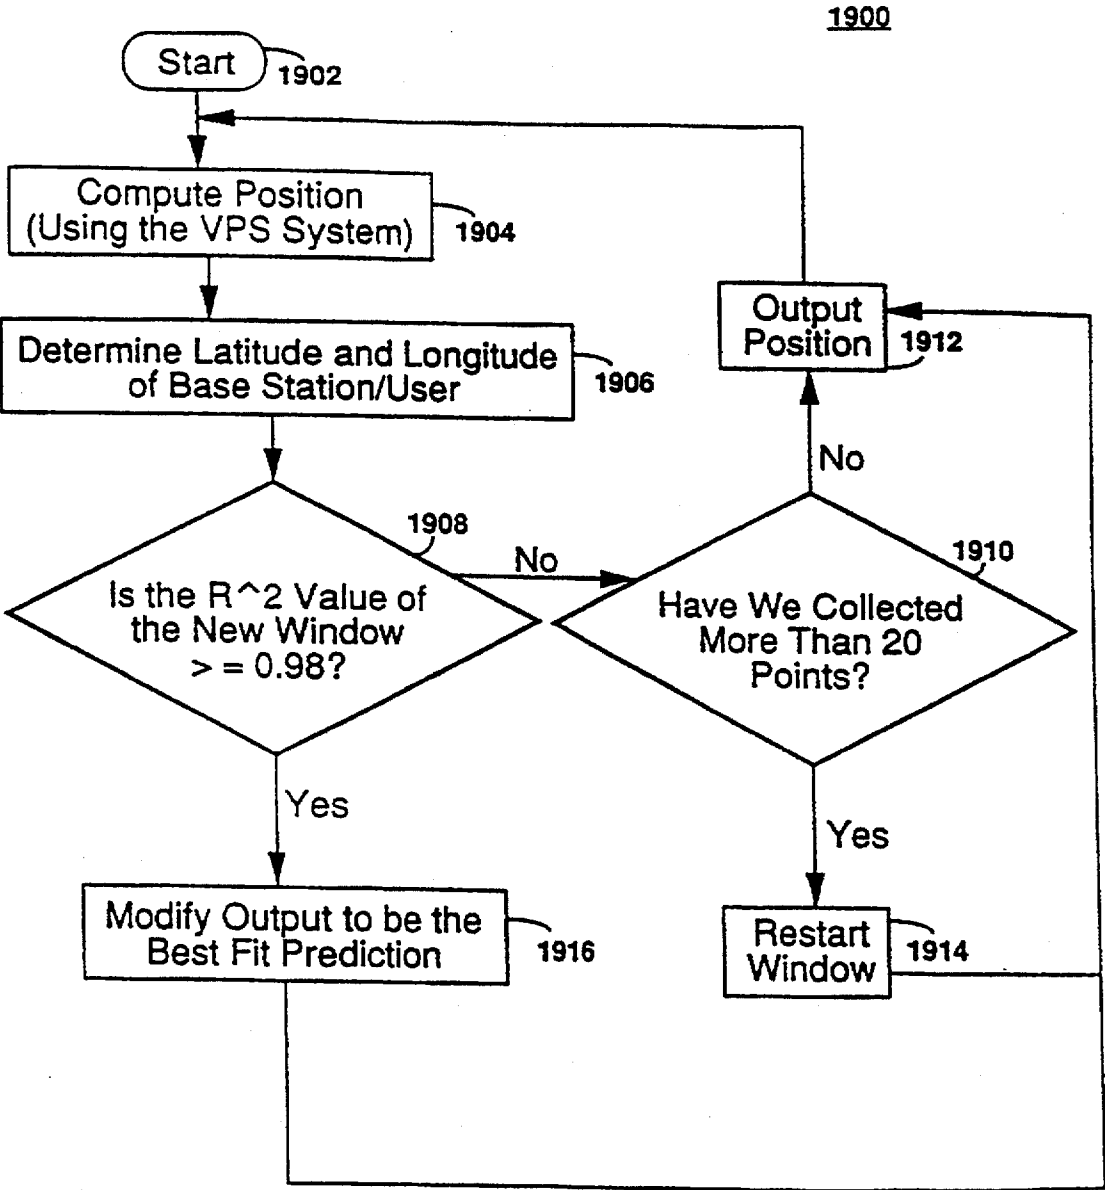 1900
Start
1902
Compute Position
(Using the VPS System)
1904
Determine Latitude and Longitude
of Base Station/User
1906
Output
Position
1912
No
1908
Is the R^2 Value of
the New Window
> = 0.98?
No
1910
Have We Collected
More Than 20
Points?
Yes
Yes
Modify Output to be the
Best Fit Prediction
1916
Restart
Window
1914